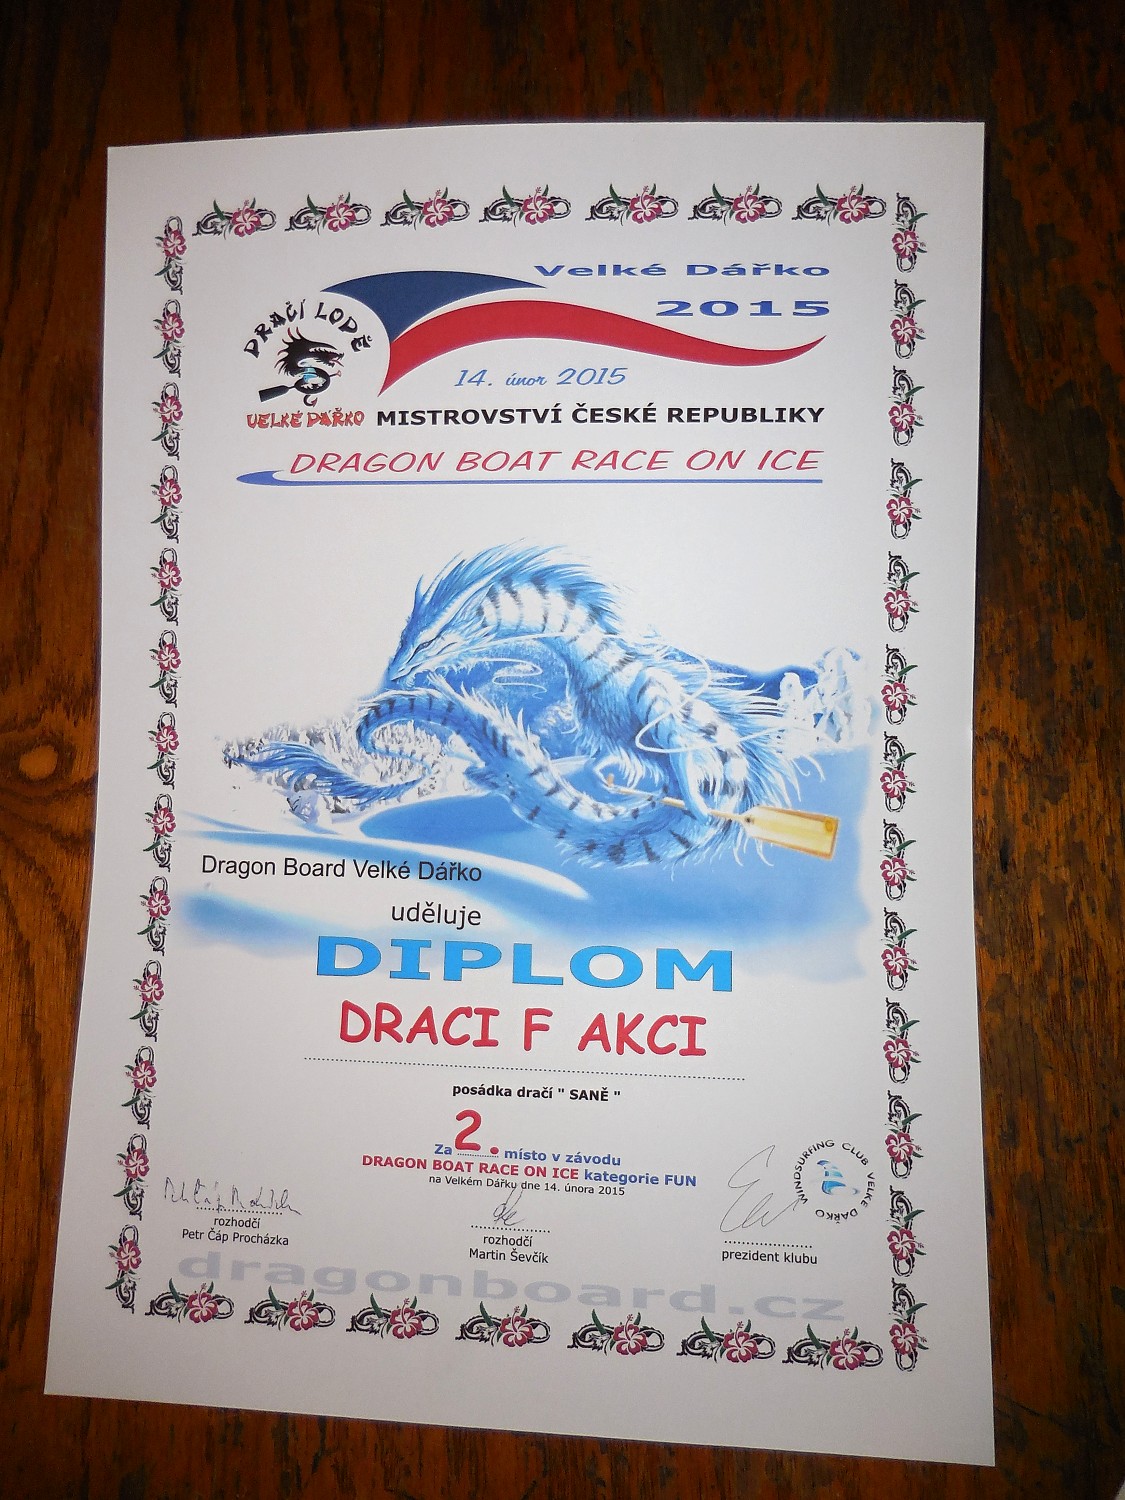 Velké Dářko
2015
DRAČÍ LODĚ
VELKÉ DÁŘKO
14. únor 2015
MISTROVSTVÍ ČESKÉ REPUBLIKY
DRAGON BOAT RACE ON ICE
Dragon Board Velké Dářko
uděluje
DIPLOM
DRACI F AKCI
posádka dračí " SANĚ "
Za 2. místo v závodu
DRAGON BOAT RACE ON ICE kategorie FUN
na Velkém Dářku dne 14. února 2015
WINDSURFING CLUB VELKÉ DÁŘKO
rozhodčí
Petr Čáp Procházka
rozhodčí
Martin Ševčík
prezident klubu
dragonboard.cz